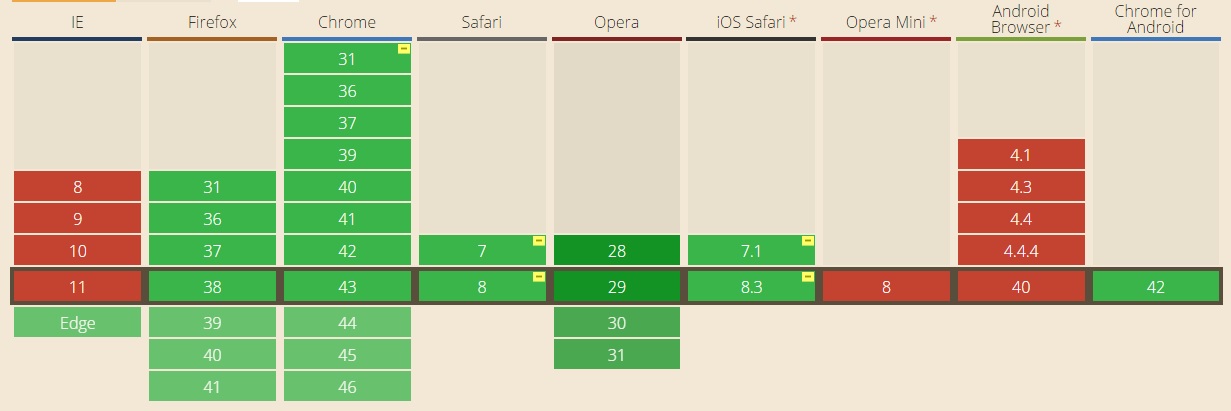 IE Firefox Chrome Safari Opera iOS Safari * Opera Mini * Android Browser * Chrome for Android
31
36
37
39 4.1
8 31 40 4.3
9 36 41 4.4
10 37 42 7 28 7.1 4.4.4
11 38 43 8 29 8.3 8 40 42
Edge 39 44 30
40 45 31
41 46